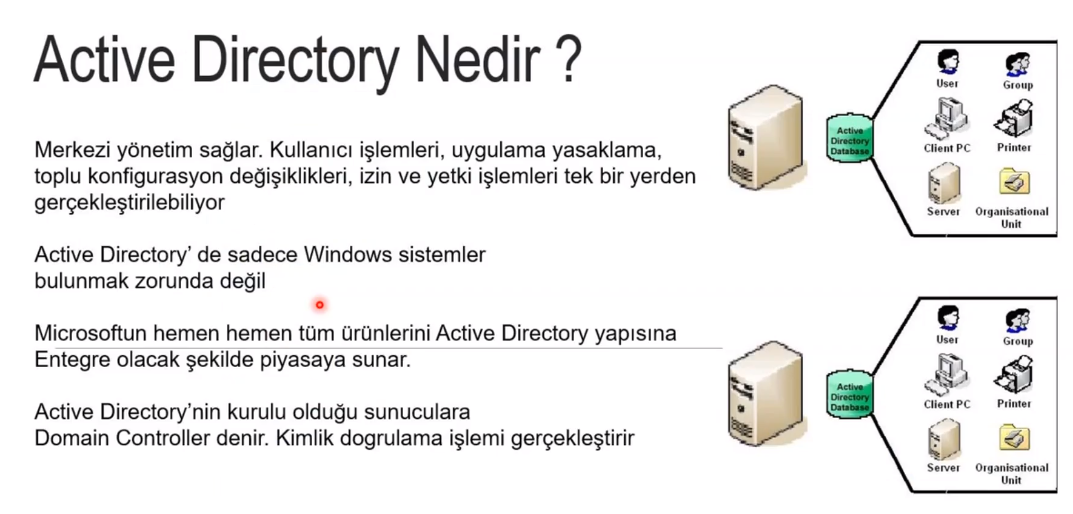 Active Directory Nedir ?
Merkezi yönetim sağlar. Kullanıcı işlemleri, uygulama yasaklama,
toplu konfigurasyon değişiklikleri, izin ve yetki işlemleri tek bir yerden
gerçekleştirilebiliyor
Active Directory' de sadece Windows sistemler
bulunmak zorunda değil
Microsoftun hemen hemen tüm ürünlerini Active Directory yapısına
Entegre olacak şekilde piyasaya sunar.
Active Directory'nin kurulu olduğu sunuculara
Domain Controller denir. Kimlik dogrulama işlemi gerçekleştirir
Active
Directory
Database
User
Group
Client PC
Printer
Server
Organisational
Unit
Active
Directory
Database
User
Group
Client PC
Printer
Server
Organisational
Unit